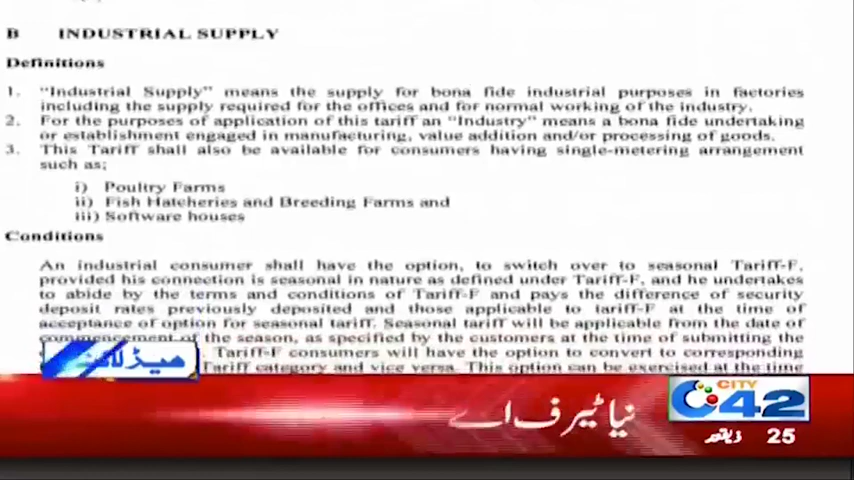 B INDUSTRIAL SUPPLY
Definitions
1. "Industrial Supply" means the supply for bona fide industrial purposes in factories
including the supply required for the offices and for normal working of the industry.
2. For the purposes of application of this tariff an "Industry" means a bona fide undertaking
or establishment engaged in manufacturing, value addition and/or processing of goods.
3. This Tariff shall also be available for consumers having single-metering arrangement
such as;
i) Poultry Farms
ii) Fish Hatcheries and Breeding Farms and
iii) Software houses
Conditions
An industrial consumer shall have the option, to switch over to seasonal Tariff-F,
provided his connection is seasonal in nature as defined under Tariff-F, and he undertakes
to abide by the terms and conditions of Tariff-F and pays the difference of security
deposit rates previously deposited and those applicable to tariff-F at the time of
acceptance of option for seasonal tariff. Seasonal tariff will be applicable from the date of
commencement of the season, as specified by the customers at the time of submitting the
Tariff-F consumers will have the option to convert to corresponding
Tariff category and vice versa. This option can be exercised at the time
ہیڈلائنز
نیا ٹیرف اے
CITY
42
25